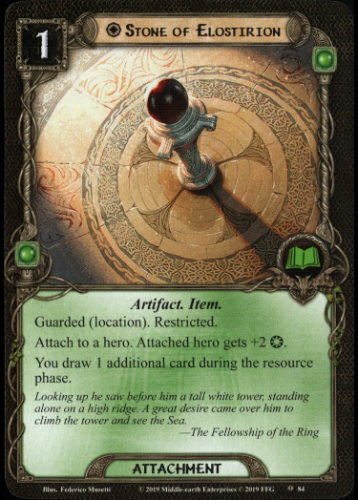 1
Stone of Elostirion
Artifact. Item.
Guarded (location). Restricted.
Attach to a hero. Attached hero gets +2 .
You draw 1 additional card during the resource
phase.
Looking up he saw before him a tall white tower, standing
alone on a high ridge. A great desire came over him to
climb the tower and see the Sea.
—The Fellowship of the Ring
Illus. Federico Musetti
© 2019 Middle-earth Enterprises © 2019 FFG
84
ATTACHMENT